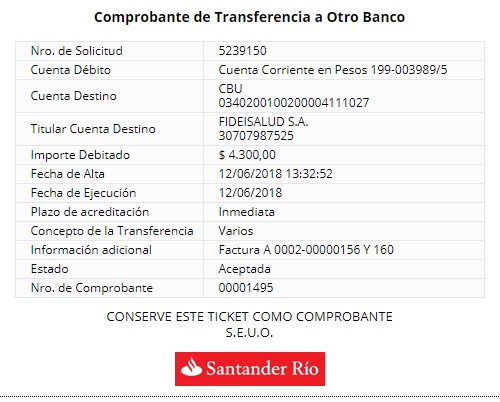 Comprobante de Transferencia a Otro Banco
Nro. de Solicitud 5239150
Cuenta Débito Cuenta Corriente en Pesos 199-003989/5
Cuenta Destino CBU
0340200100200004111027
Titular Cuenta Destino FIDEISALUD S.A.
30707987525
Importe Debitado $ 4.300,00
Fecha de Alta 12/06/2018 13:32:52
Fecha de Ejecución 12/06/2018
Plazo de acreditación Inmediata
Concepto de la Transferencia Varios
Información adicional Factura A 0002-00000156 Y 160
Estado Aceptada
Nro. de Comprobante 00001495
CONSERVE ESTE TICKET COMO COMPROBANTE
S.E.U.O.
Santander Río